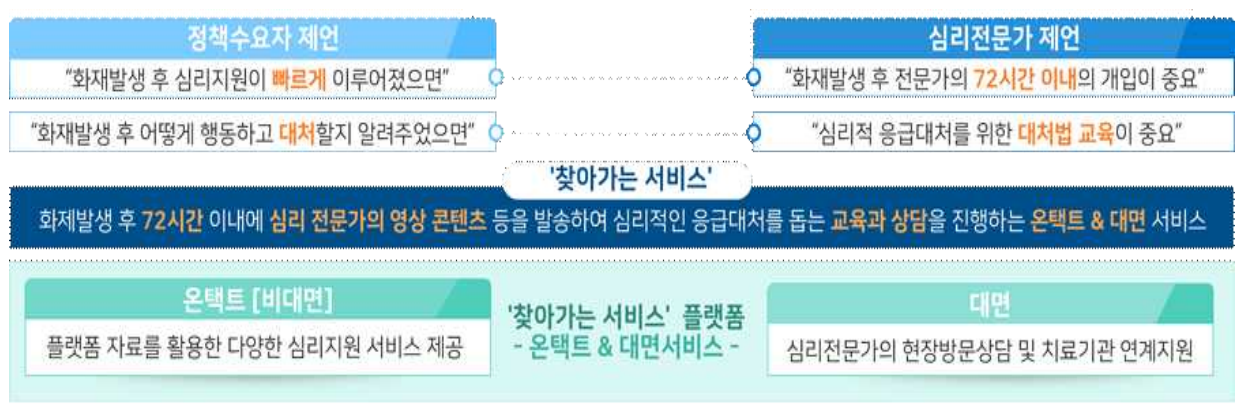 정책수요자 제언
심리전문가 제언
“화재발생 후 심리지원이 빠르게 이루어졌으면”
“화재발생 후 전문가의 72시간 이내의 개입이 중요”
“화재발생 후 어떻게 행동하고 대처할지 알려주었으면”
“심리적 응급대처를 위한 대처법 교육이 중요”
'찾아가는 서비스'
화제발생 후 72시간 이내에 심리 전문가의 영상 콘텐츠 등을 발송하여 심리적인 응급대처를 돕는 교육과 상담을 진행하는 온택트 & 대면 서비스
온택트 [비대면]
플랫폼 자료를 활용한 다양한 심리지원 서비스 제공
'찾아가는 서비스' 플랫폼
- 온택트 & 대면서비스 -
대면
심리전문가의 현장방문상담 및 치료기관 연계지원